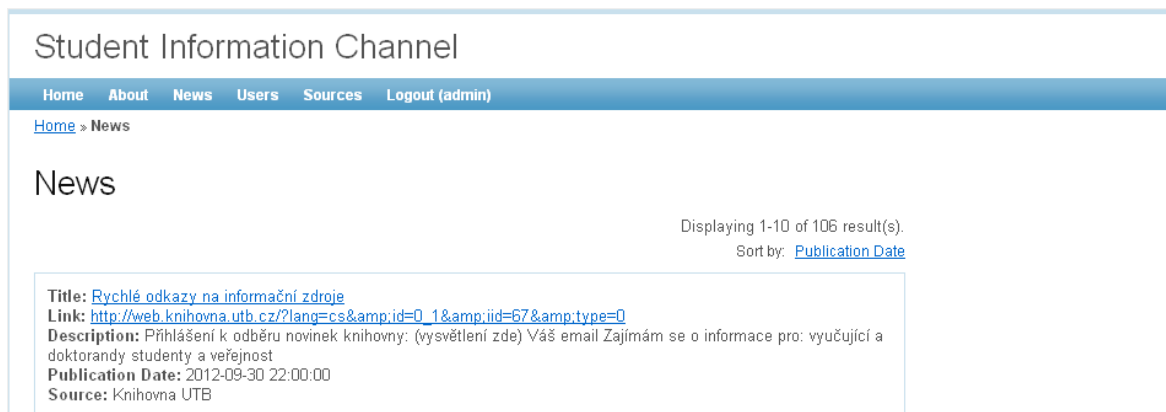 Student Information Channel
Home About News Users Sources Logout (admin)
Home » News
News
Displaying 1-10 of 106 result(s).
Sort by: Publication Date
Title: Rychlé odkazy na informační zdroje
Link: http://web.knihovna.utb.cz/?lang=cs&amp;id=0_1&amp;iid=67&amp;type=0
Description: Přihlášení k odběru novinek knihovny: (vysvětlení zde) Váš email Zajímám se o informace pro: vyučující a
doktorandy studenty a veřejnost
Publication Date: 2012-09-30 22:00:00
Source: Knihovna UTB